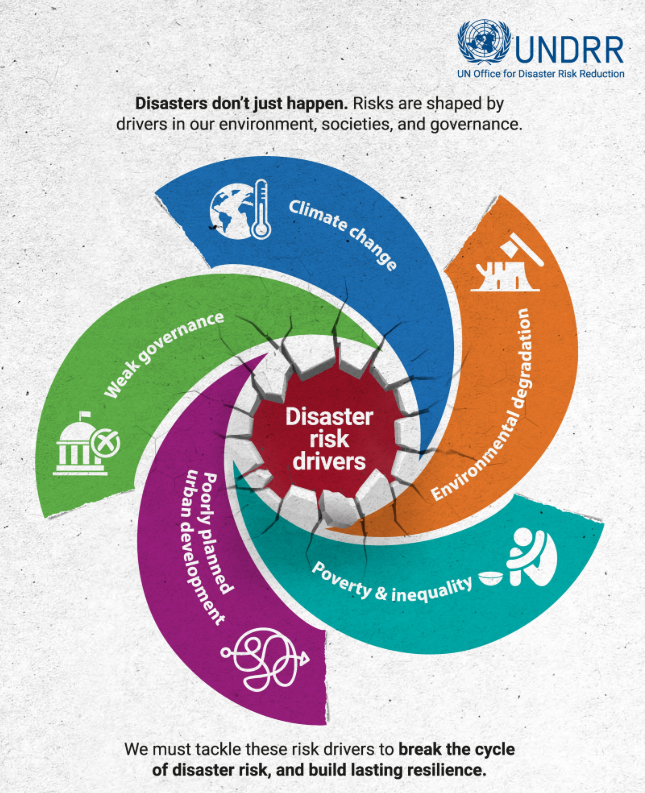 UNDRR
UN Office for Disaster Risk Reduction
Disasters don't just happen. Risks are shaped by
drivers in our environment, societies, and governance.
Climate change
Environmental degradation
Poverty & inequality
Poorly planned
urban development
Weak governance
Disaster
risk
drivers
We must tackle these risk drivers to break the cycle
of disaster risk, and build lasting resilience.